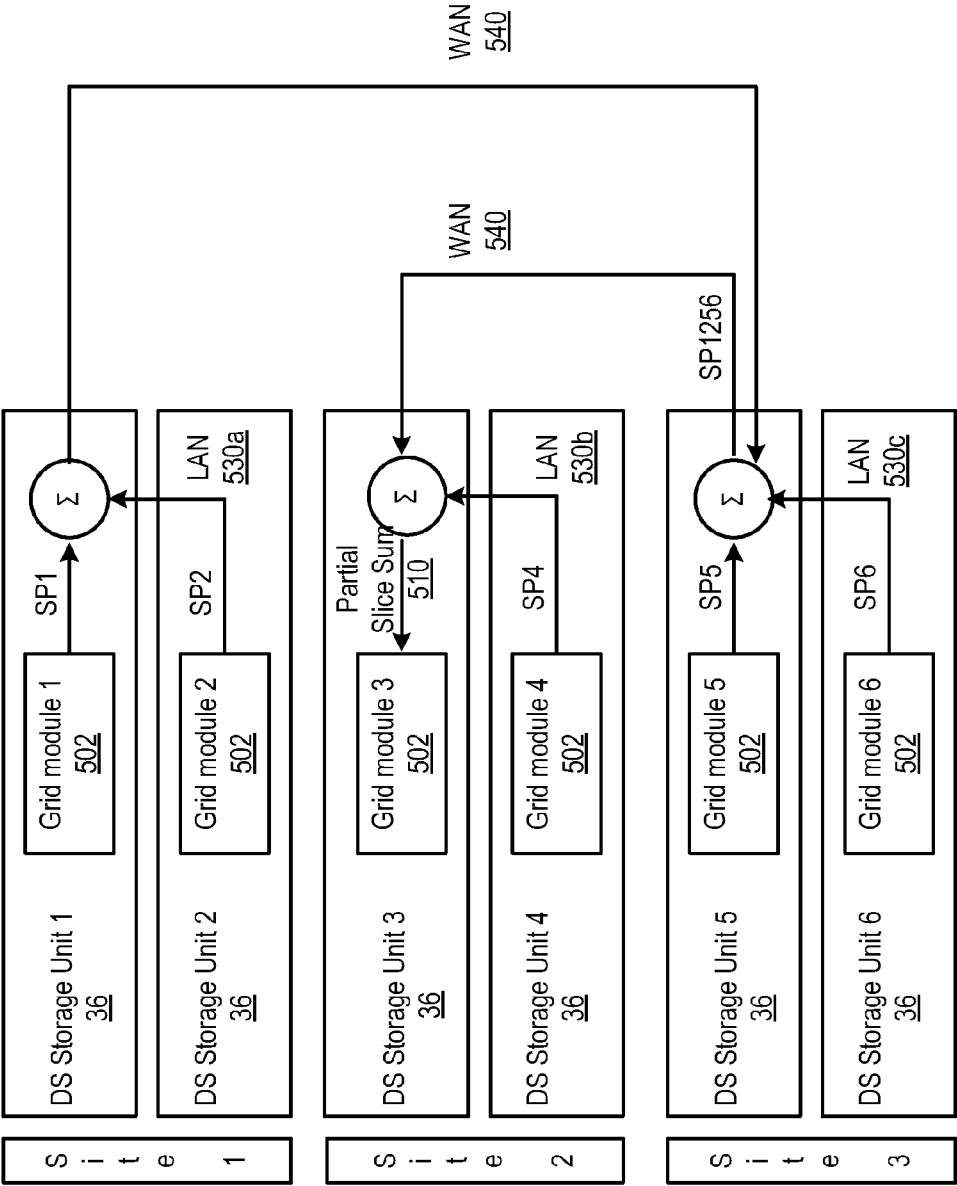 Site 1
DS Storage Unit 1
36
Grid module 1
502
SP1
Σ
DS Storage Unit 2
36
Grid module 2
502
SP2
LAN
530a
WAN
540
Site 2
DS Storage Unit 3
36
Grid module 3
502
Partial
Slice Sum
510
Σ
DS Storage Unit 4
36
Grid module 4
502
SP4
LAN
530b
WAN
540
Site 3
DS Storage Unit 5
36
Grid module 5
502
SP5
Σ
SP1256
DS Storage Unit 6
36
Grid module 6
502
SP6
LAN
530c